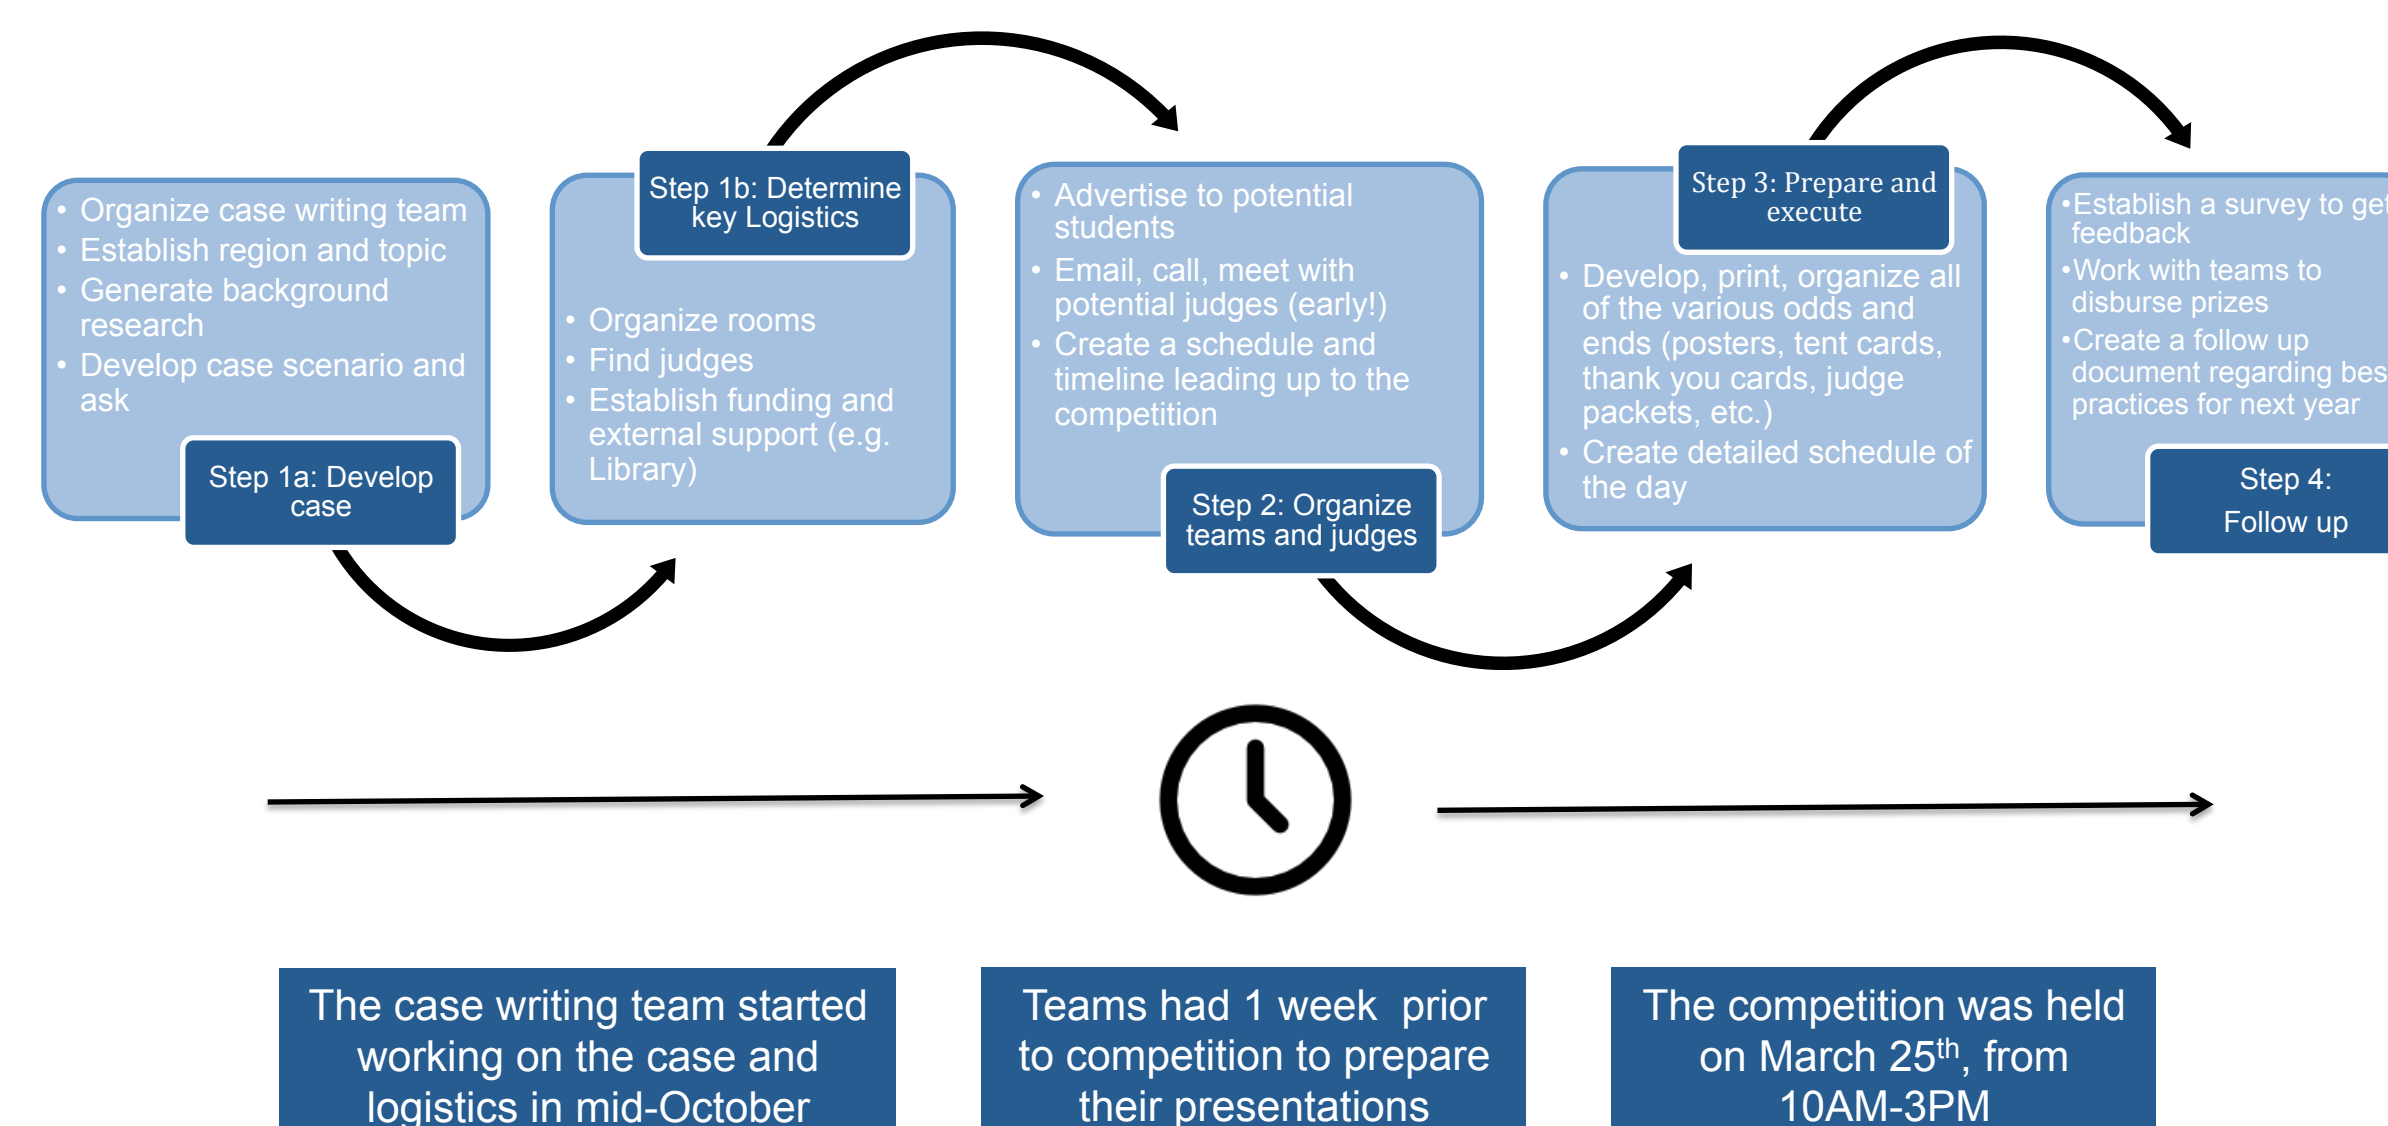 • Organize case writing team
• Establish region and topic
• Generate background
research
• Develop case scenario and
ask
Step 1a: Develop
case
Step 1b: Determine
key Logistics
• Organize rooms
• Find judges
• Establish funding and
external support (e.g.
Library)
• Advertise to potential
students
• Email, call, meet with
potential judges (early!)
• Create a schedule and
timeline leading up to the
competition
Step 2: Organize
teams and judges
Step 3: Prepare and
execute
• Develop, print, organize all
of the various odds and
ends (posters, tent cards,
thank you cards, judge
packets, etc.)
• Create detailed schedule of
the day
•Establish a survey to get
feedback
•Work with teams to
disburse prizes
•Create a follow up
document regarding bes
practices for next year
Step 4:
Follow up
The case writing team started
working on the case and
logistics in mid-October
Teams had 1 week prior
to competition to prepare
their presentations
The competition was held
on March 25th, from
10AM-3PM